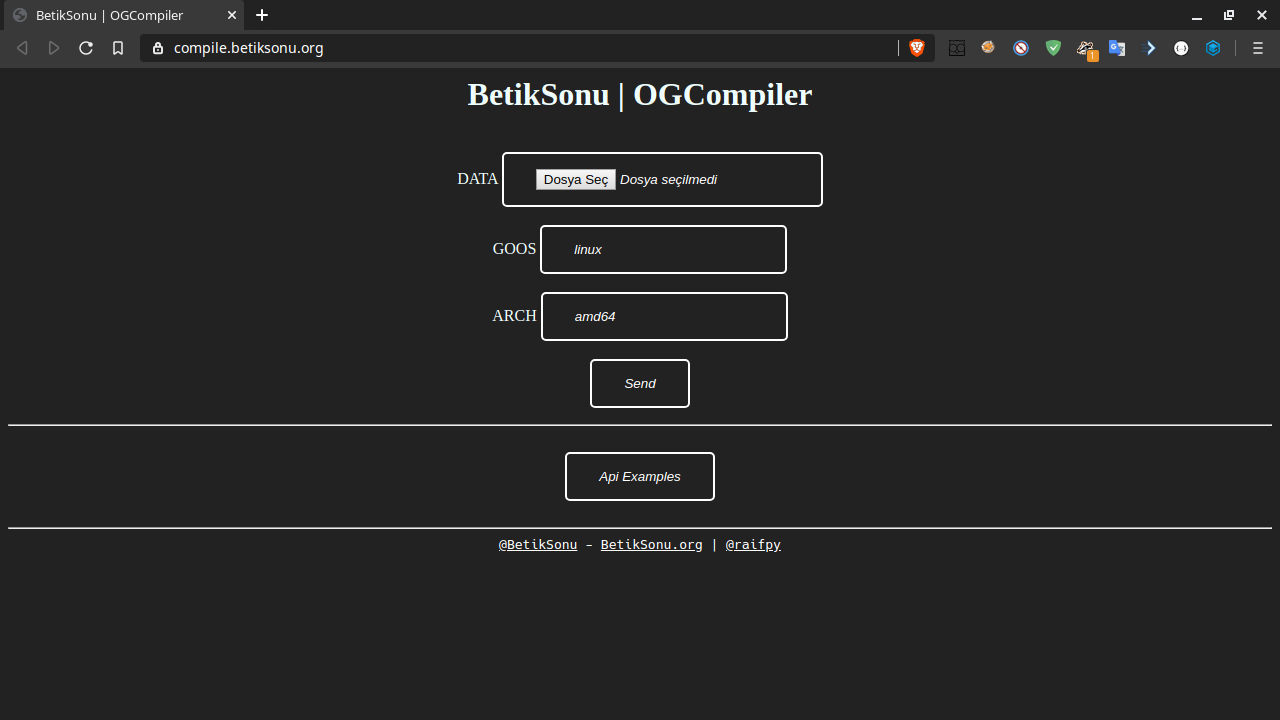 BetikSonu | OGCompiler
compile.betiksonu.org
BetikSonu | OGCompiler
DATA Dosya Seç Dosya seçilmedi
GOOS linux
ARCH amd64
Send
Api Examples
@BetikSonu – BetikSonu.org | @raifpy